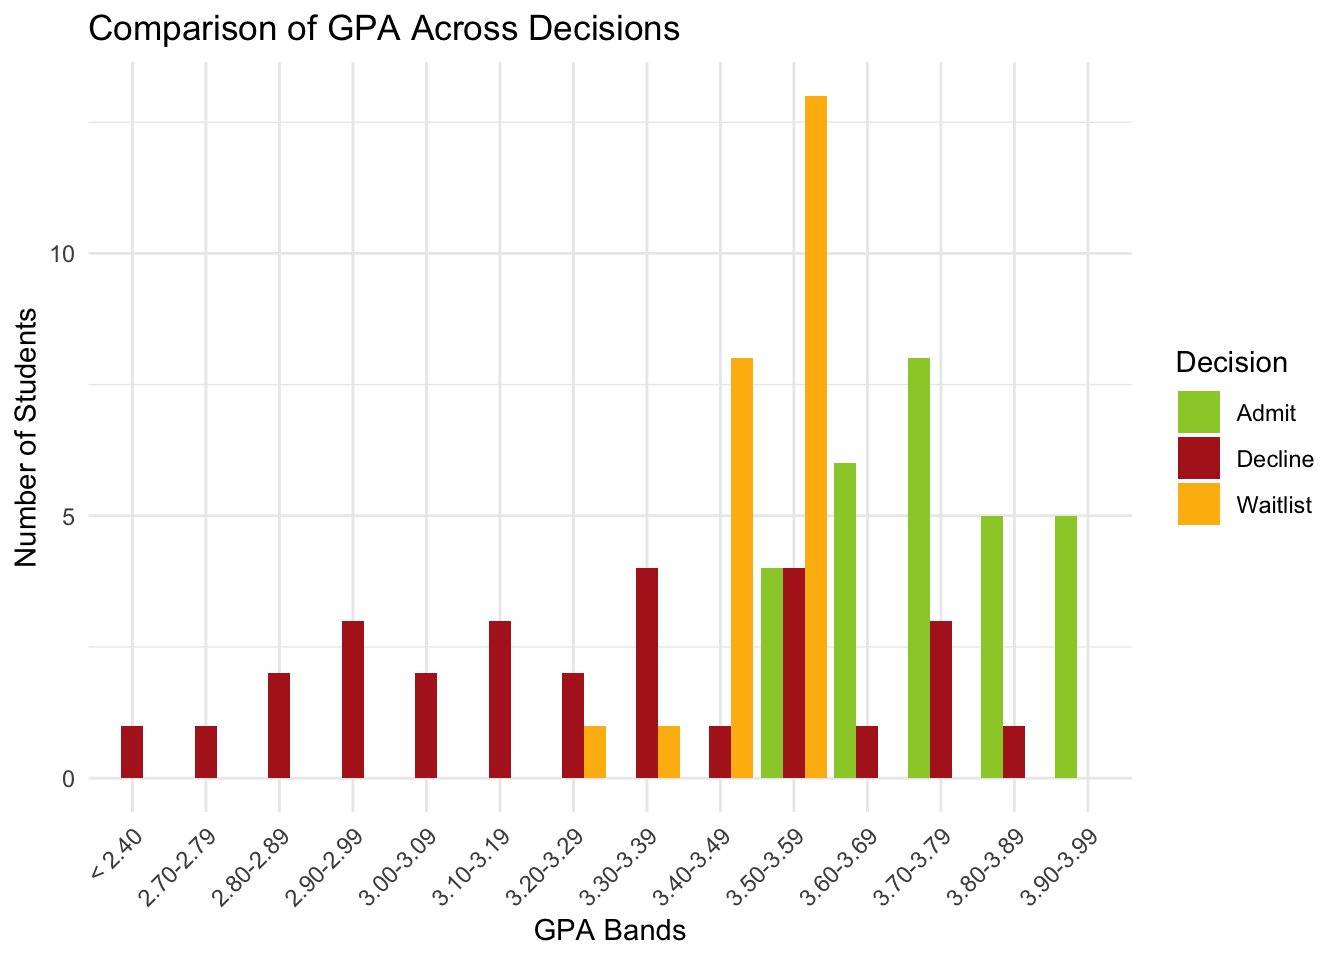 Comparison of GPA Across Decisions
Number of Students
10
5
0
< 2.40
2.70-2.79
2.80-2.89
2.90-2.99
3.00-3.09
3.10-3.19
3.20-3.29
3.30-3.39
3.40-3.49
3.50-3.59
3.60-3.69
3.70-3.79
3.80-3.89
3.90-3.99
GPA Bands
Decision
Admit
Decline
Waitlist